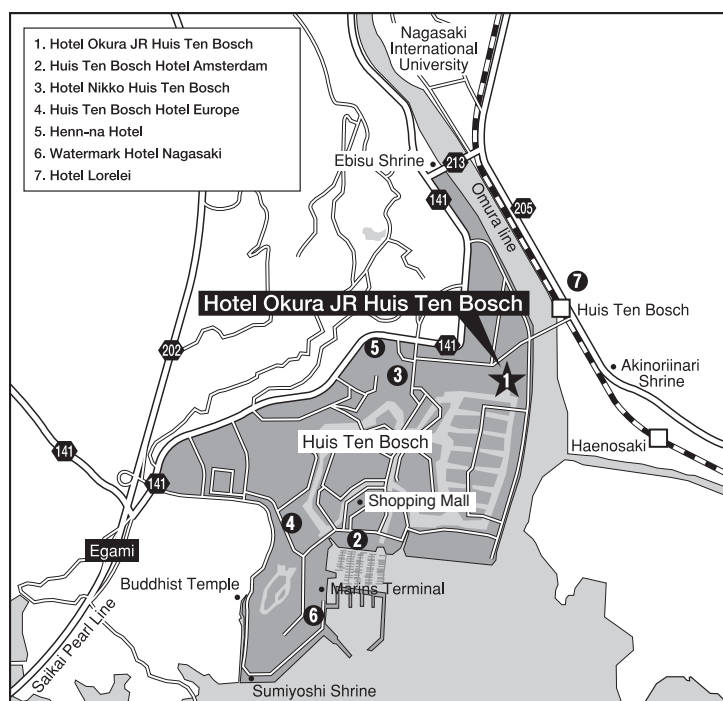 1. Hotel Okura JR Huis Ten Bosch
2. Huis Ten Bosch Hotel Amsterdam
3. Hotel Nikko Huis Ten Bosch
4. Huis Ten Bosch Hotel Europe
5. Henn-na Hotel
6. Watermark Hotel Nagasaki
7. Hotel Lorelei
Nagasaki
International
University
Ebisu Shrine
213
141
Omura line
205
7
Hotel Okura JR Huis Ten Bosch
Huis Ten Bosch
202
5
141
3
1
Akinoriinari
Shrine
Huis Ten Bosch
Haenosaki
141
141
Shopping Mall
4
2
Egami
Buddhist Temple
Marins Terminal
6
Saikai Pearl Line
Sumiyoshi Shrine